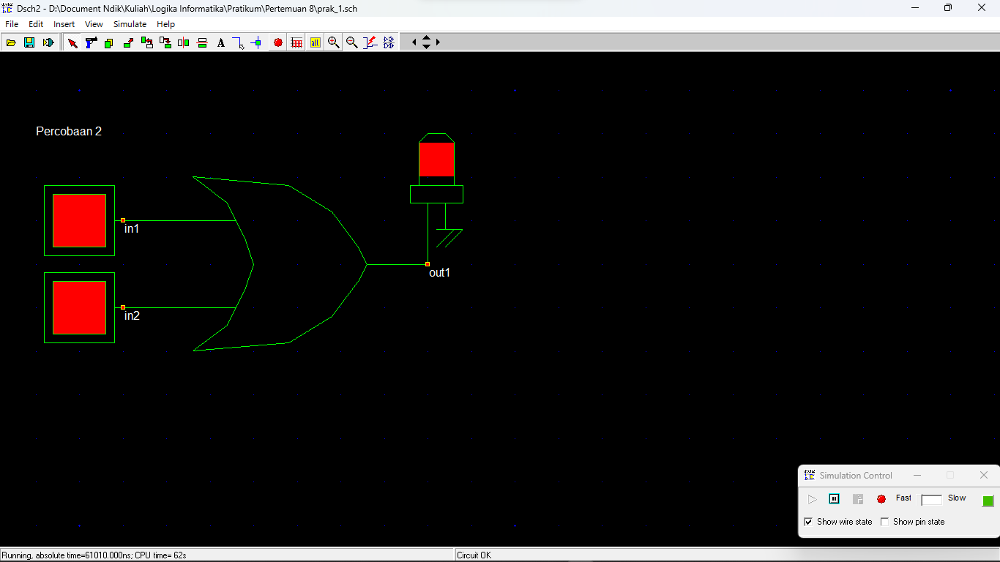 Dsch2 - D:\Document Ndik\Kuliah\Logika Informatika\Pratikum\Pertemuan 8\prak_1.sch
File Edit Insert View Simulate Help
A
Percobaan 2
in1
out1
in2
Simulation Control
Fast Slow
Show wire state Show pin state
Running, absolute time=61010.000ns; CPU time= 62s Circuit OK